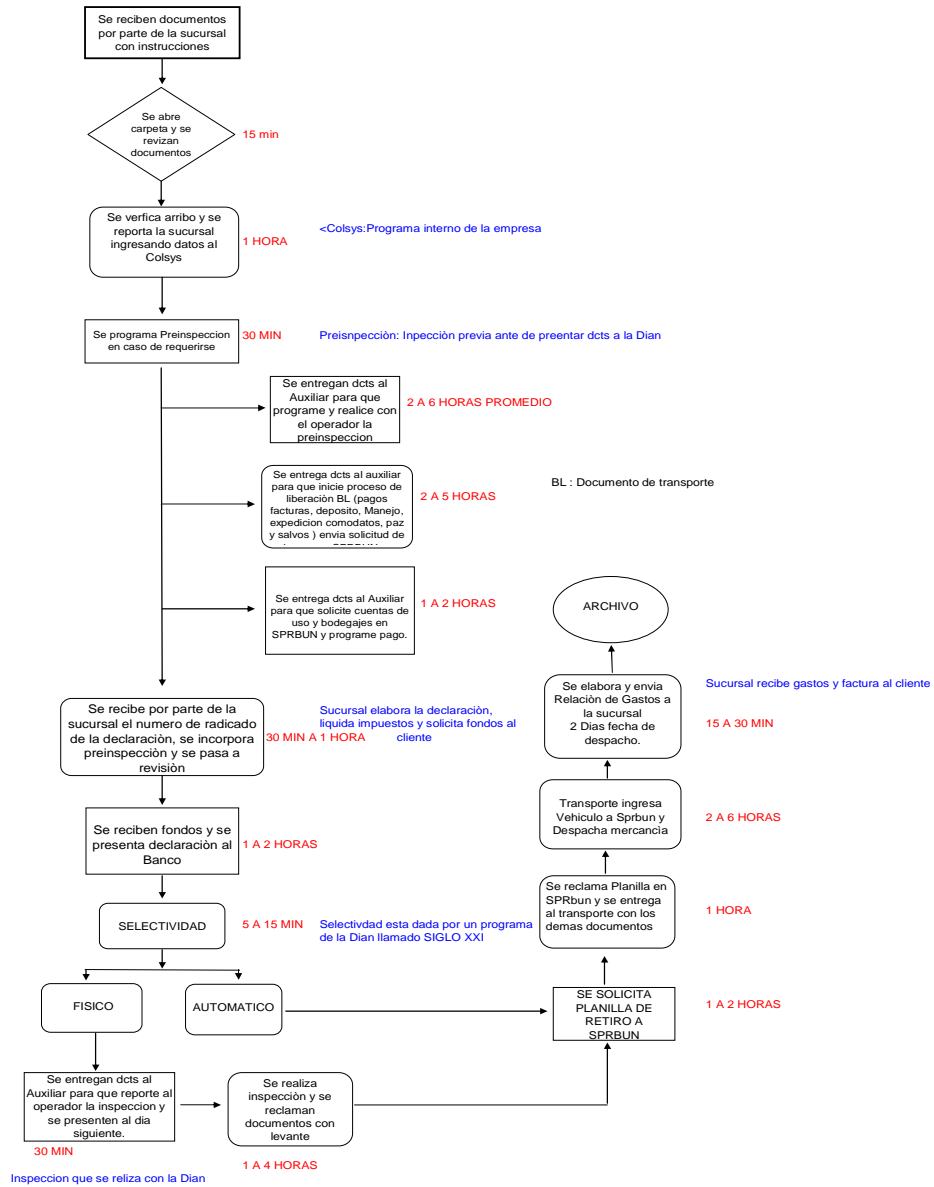 Se reciben documentos
por parte de la sucursal
con instrucciones
Se abre
carpeta y se
revizan
documentos
15 min
Se verfica arribo y se
reporta la sucursal
ingresando datos al
Colsys
1 HORA
<Colsys:Programa interno de la empresa
Se programa Preinspeccion
en caso de requerirse
30 MIN
Preisnpecciòn: Inpecciòn previa ante de preentar dcts a la Dian
Se entregan dcts al
Auxiliar para que
programe y realice con
el operador la
preinspeccion
2 A 6 HORAS PROMEDIO
Se entrega dcts al auxiliar
para que inicie proceso de
liberaciòn BL (pagos
facturas, deposito, Manejo,
expedicion comodatos, paz
y salvos ) envia solicitud de
2 A 5 HORAS
BL : Documento de transporte
Se entrega dcts al Auxiliar
para que solicite cuentas de
uso y bodegajes en
SPRBUN y programe pago.
1 A 2 HORAS
ARCHIVO
Se recibe por parte de la
sucursal el numero de radicado
de la declaraciòn, se incorpora
preinspecciòn y se pasa a
revisiòn
30 MIN A 1 HORA
Sucursal elabora la declaraciòn,
liquida impuestos y solicita fondos al
cliente
Se elabora y envia
Relaciòn de Gastos a
la sucursal
2 Dias fecha de
despacho.
Sucursal recibe gastos y factura al cliente
15 A 30 MIN
Se reciben fondos y se
presenta declaraciòn al
Banco
1 A 2 HORAS
Transporte ingresa
Vehiculo a Sprbun y
Despacha mercancìa
2 A 6 HORAS
SELECTIVIDAD
5 A 15 MIN
Selectivdad esta dada por un programa
de la Dian llamado SIGLO XXI
Se reclama Planilla en
SPRbun y se entrega
al transporte con los
demas documentos
1 HORA
FISICO
AUTOMATICO
SE SOLICITA
PLANILLA DE
RETIRO A
SPRBUN
1 A 2 HORAS
Se entregan dcts al
Auxiliar para que reporte al
operador la inspeccion y
se presenten al dia
siguiente.
30 MIN
Inspeccion que se reliza con la Dian
Se realiza
inspecciòn y se
reclaman
documentos con
levante
1 A 4 HORAS